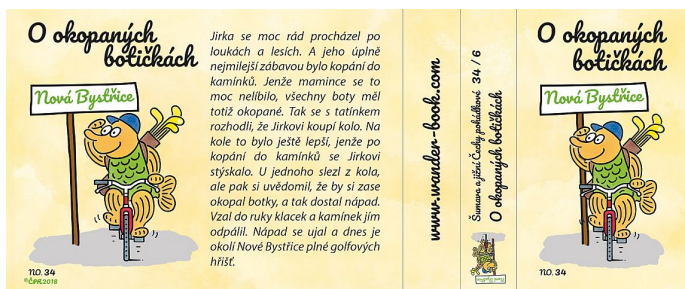 O okopaných
botičkách
Nová Bystřice
NO. 34
©ČPR2018
Jirka se moc rád procházel po
loukách a lesích. A jeho úplně
nejmilejší zábavou bylo kopání do
kamínků. Jenže mamince se to
moc nelíbilo, všechny boty měl
totiž okopané. Tak se s tatínkem
rozhodli, že Jirkovi koupí kolo. Na
kole to bylo ještě lepší, jenže po
kopání do kamínků se Jirkovi
stýskalo. U jednoho slezl z kola,
ale pak si uvědomil, že by si zase
okopal botky, a tak dostal nápad.
Vzal do ruky klacek a kamínek jím
odpálil. Nápad se ujal a dnes je
okolí Nové Bystřice plné golfových
hřišť.
www.wander-book.com
Šumava a jižní Čechy pohádkové 34 / 6
O okopaných botičkách
Nová Bystřice
O okopaných
botičkách
Nová Bystřice
NO. 34